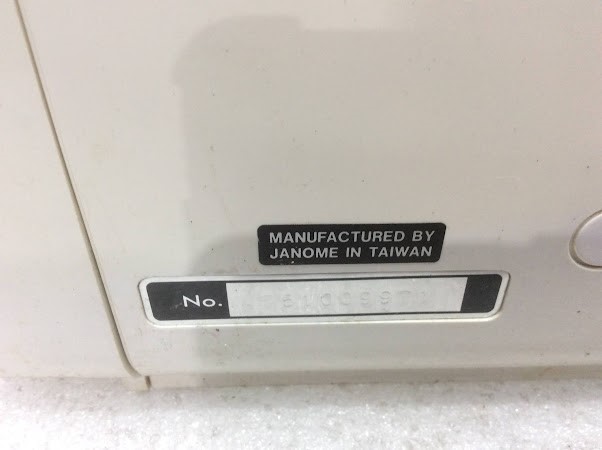 MANUFACTURED BY
JANOME IN TAIWAN
No.